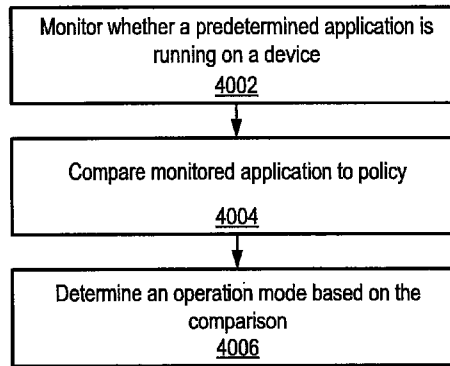 Monitor whether a predetermined application is
running on a device
4002
Compare monitored application to policy
4004
Determine an operation mode based on the
comparison
4006